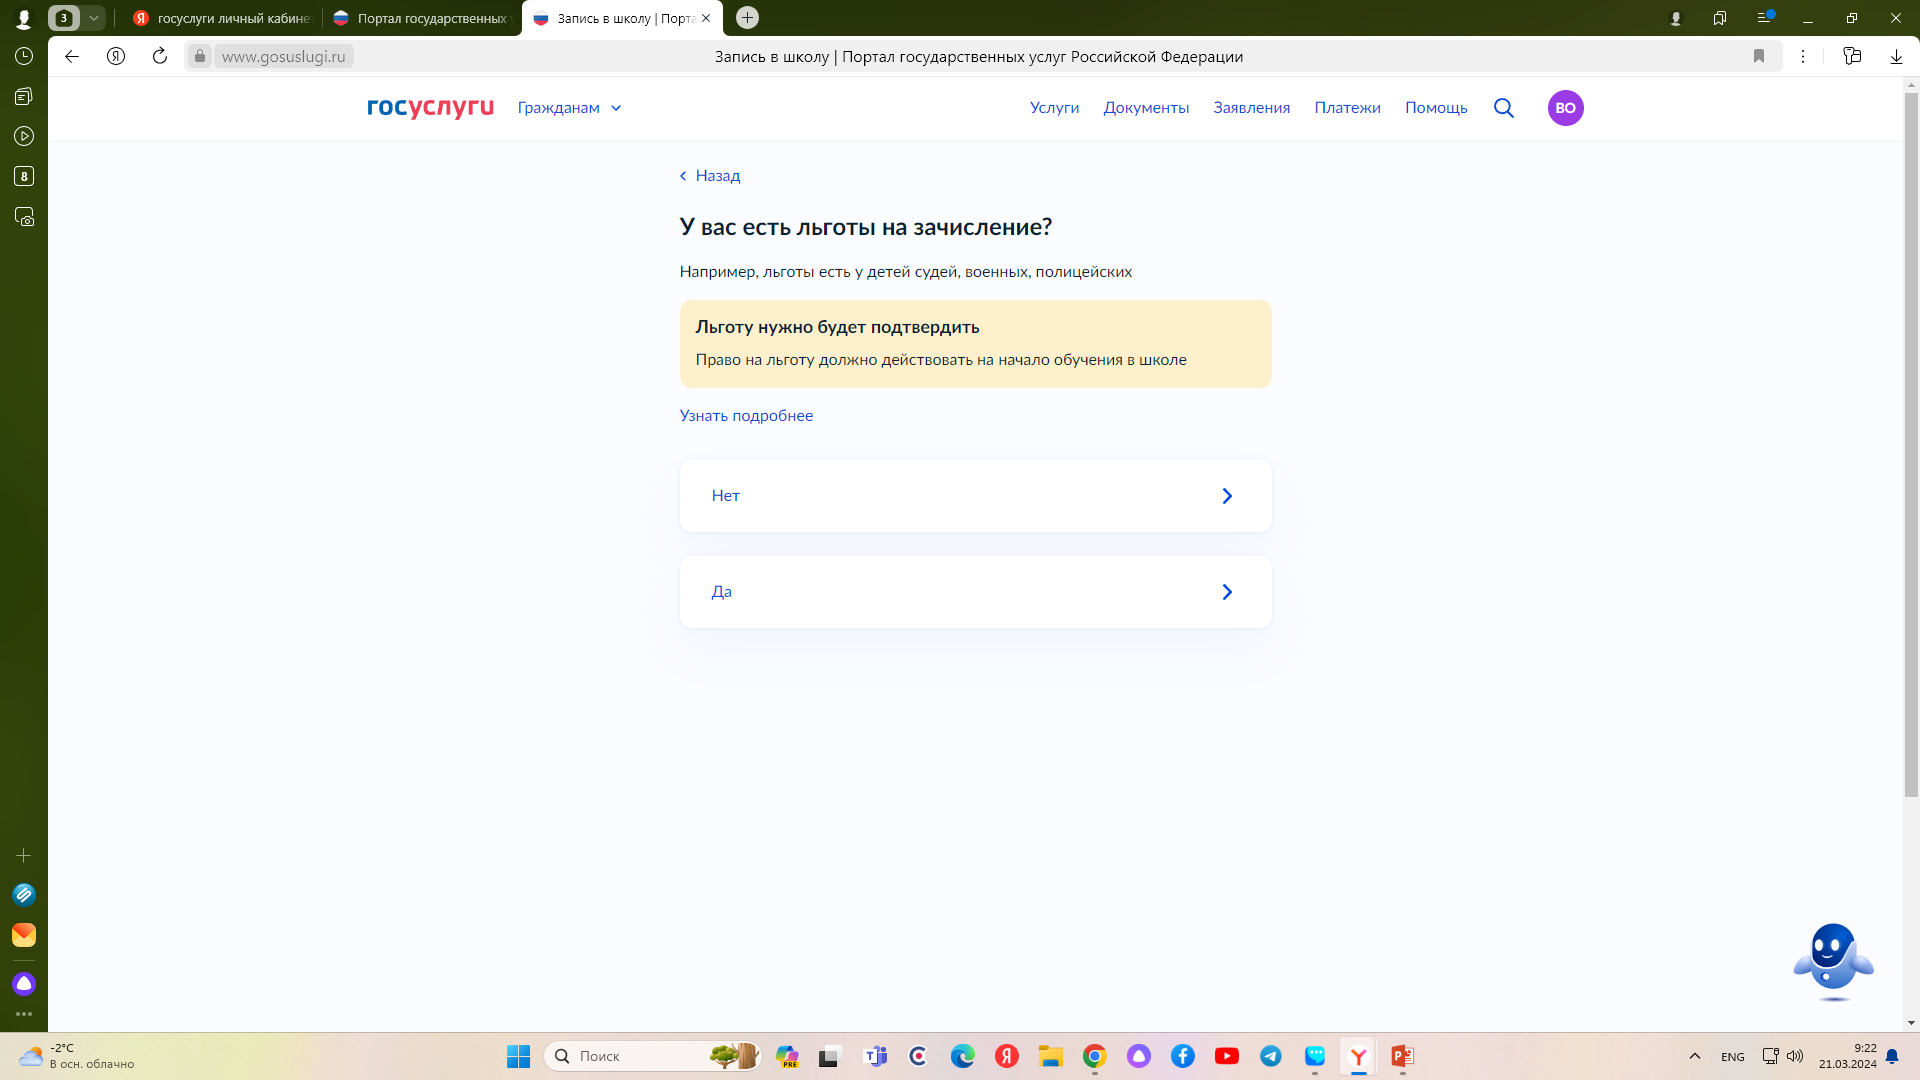 3
госуслуги личный кабине
Портал государственных
Запись в школу | Порта
www.gosuslugi.ru
Запись в школу | Портал государственных услуг Российской Федерации
8
госуслуги
Гражданам
Услуги
Документы
Заявления
Платежи
Помощь
ВО
Назад
У вас есть льготы на зачисление?
Например, льготы есть у детей судей, военных, полицейских
Льготу нужно будет подтвердить
Право на льготу должно действовать на начало обучения в школе
Узнать подробнее
Нет
Да
-2°C
В осн. облачно
Поиск
PRE
ENG
9:22
21.03.2024